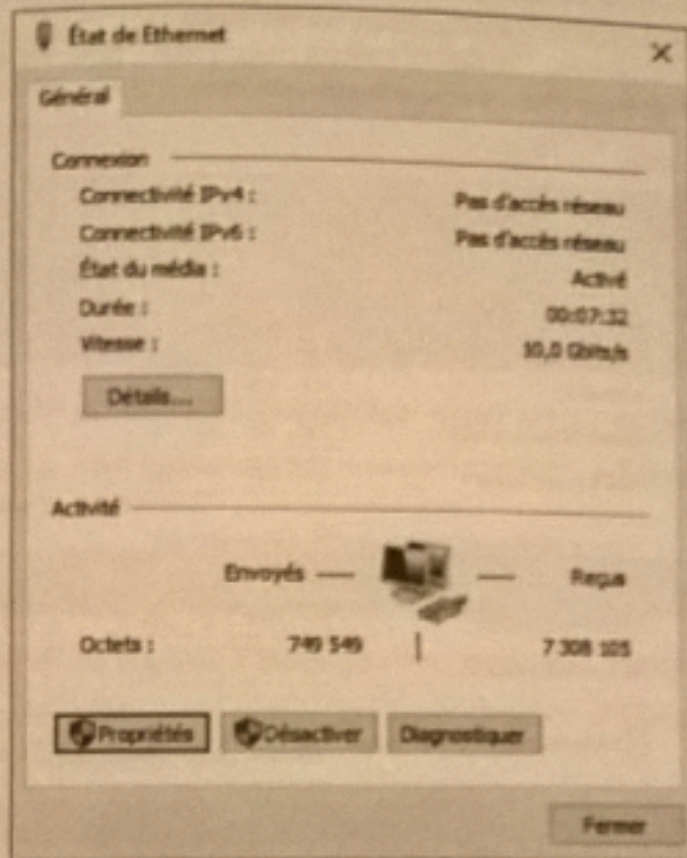 État de Ethernet
Général
Connexion
Connectivité IPv4 : Pas d'accès réseau
Connectivité IPv6 : Pas d'accès réseau
État du média : Activé
Durée : 00:07:32
Vitesse : 10,0 Gbits/s
Détails...
Activité
Envoyés — — Reçus
Octets : 749 549 | 7 308 105
Propriétés Désactiver Diagnostiquer
Fermer